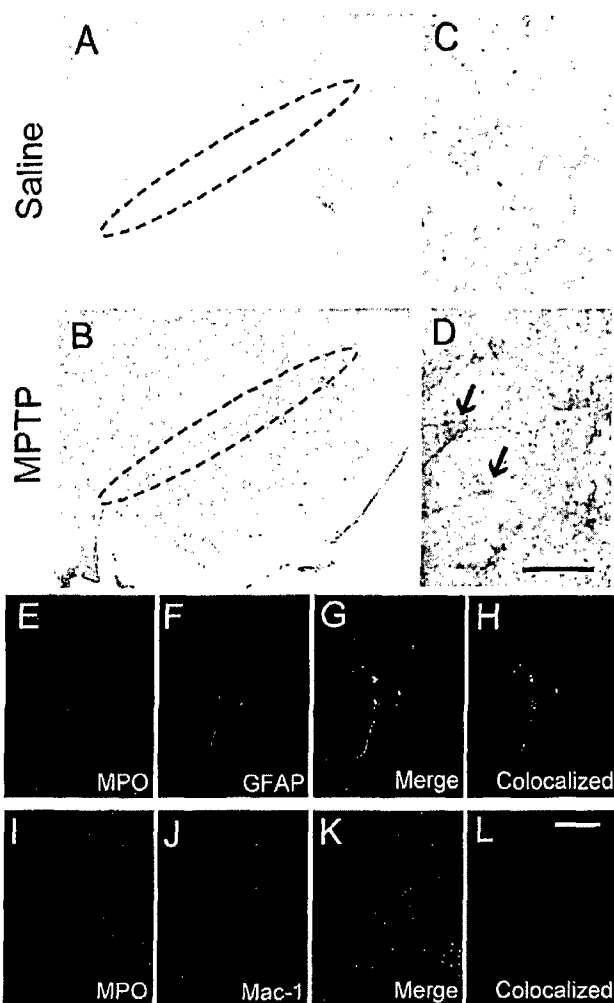 A
C
Saline
B
D
MPTP
E
F
G
H
MPO
GFAP
Merge
Colocalized
I
J
K
L
MPO
Mac-1
Merge
Colocalized